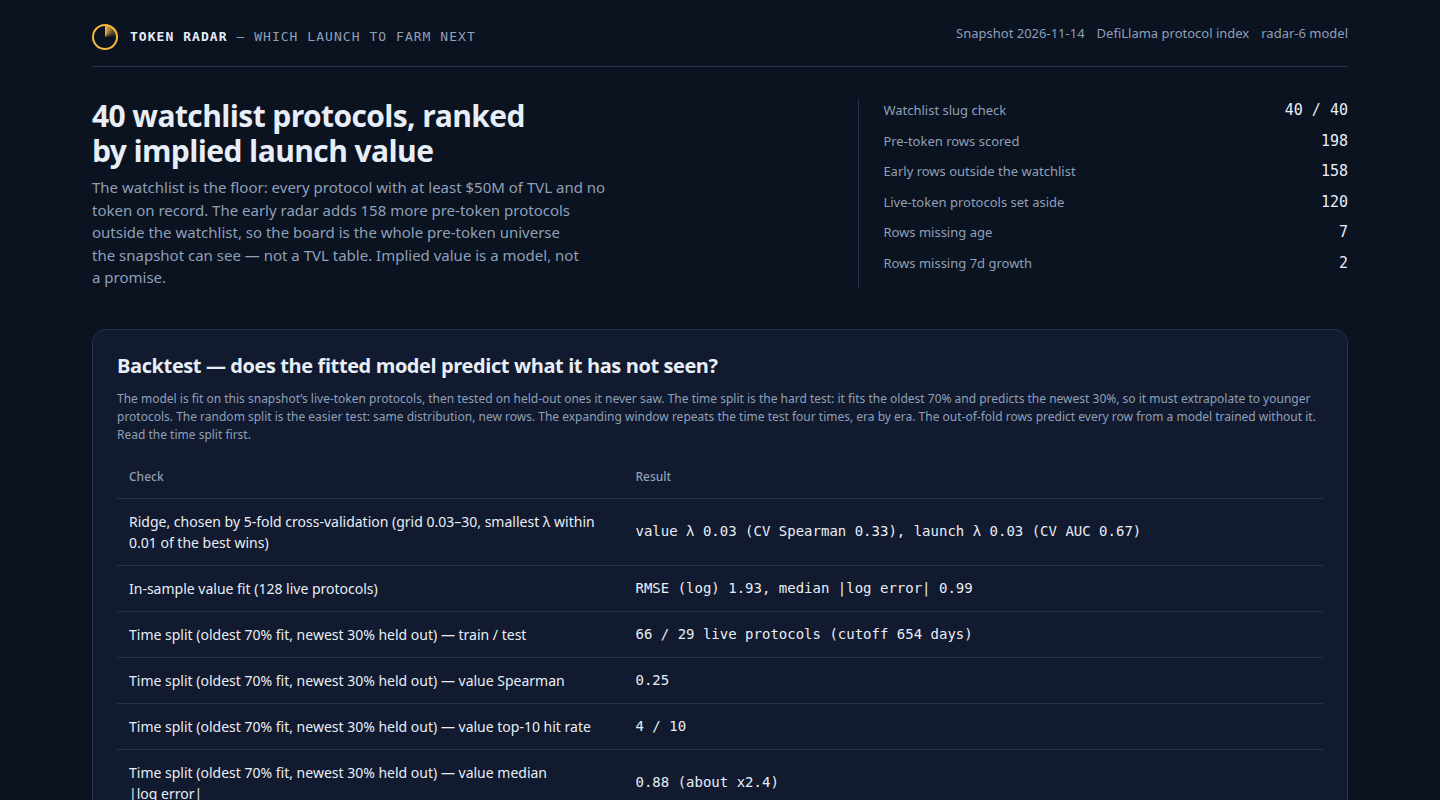 TOKEN RADAR — WHICH LAUNCH TO FARM NEXT
Snapshot 2026-11-14 DefiLlama protocol index radar-6 model
40 watchlist protocols, ranked
by implied launch value
The watchlist is the floor: every protocol with at least $50M of TVL and no
token on record. The early radar adds 158 more pre-token protocols
outside the watchlist, so the board is the whole pre-token universe
the snapshot can see — not a TVL table. Implied value is a model, not
a promise.
Watchlist slug check 40 / 40
Pre-token rows scored 198
Early rows outside the watchlist 158
Live-token protocols set aside 120
Rows missing age 7
Rows missing 7d growth 2
Backtest — does the fitted model predict what it has not seen?
The model is fit on this snapshot's live-token protocols, then tested on held-out ones it never saw. The time split is the hard test: it fits the oldest 70% and predicts the newest 30%, so it must extrapolate to younger
protocols. The random split is the easier test: same distribution, new rows. The expanding window repeats the time test four times, era by era. The out-of-fold rows predict every row from a model trained without it.
Read the time split first.
Check Result
Ridge, chosen by 5-fold cross-validation (grid 0.03–30, smallest λ within
0.01 of the best wins)
value λ 0.03 (CV Spearman 0.33), launch λ 0.03 (CV AUC 0.67)
In-sample value fit (128 live protocols) RMSE (log) 1.93, median |log error| 0.99
Time split (oldest 70% fit, newest 30% held out) — train / test 66 / 29 live protocols (cutoff 654 days)
Time split (oldest 70% fit, newest 30% held out) — value Spearman 0.25
Time split (oldest 70% fit, newest 30% held out) — value top-10 hit rate 4 / 10
Time split (oldest 70% fit, newest 30% held out) — value median
|log error|
0.88 (about x2.4)